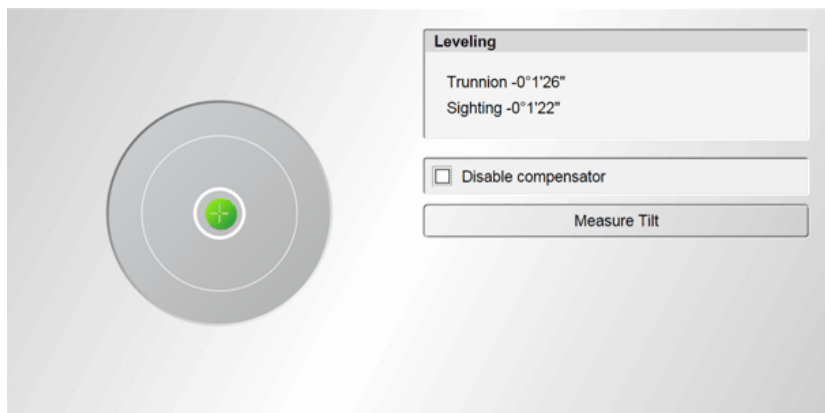 Leveling
Trunnion -0°1'26"
Sighting -0°1'22"
Disable compensator
Measure Tilt